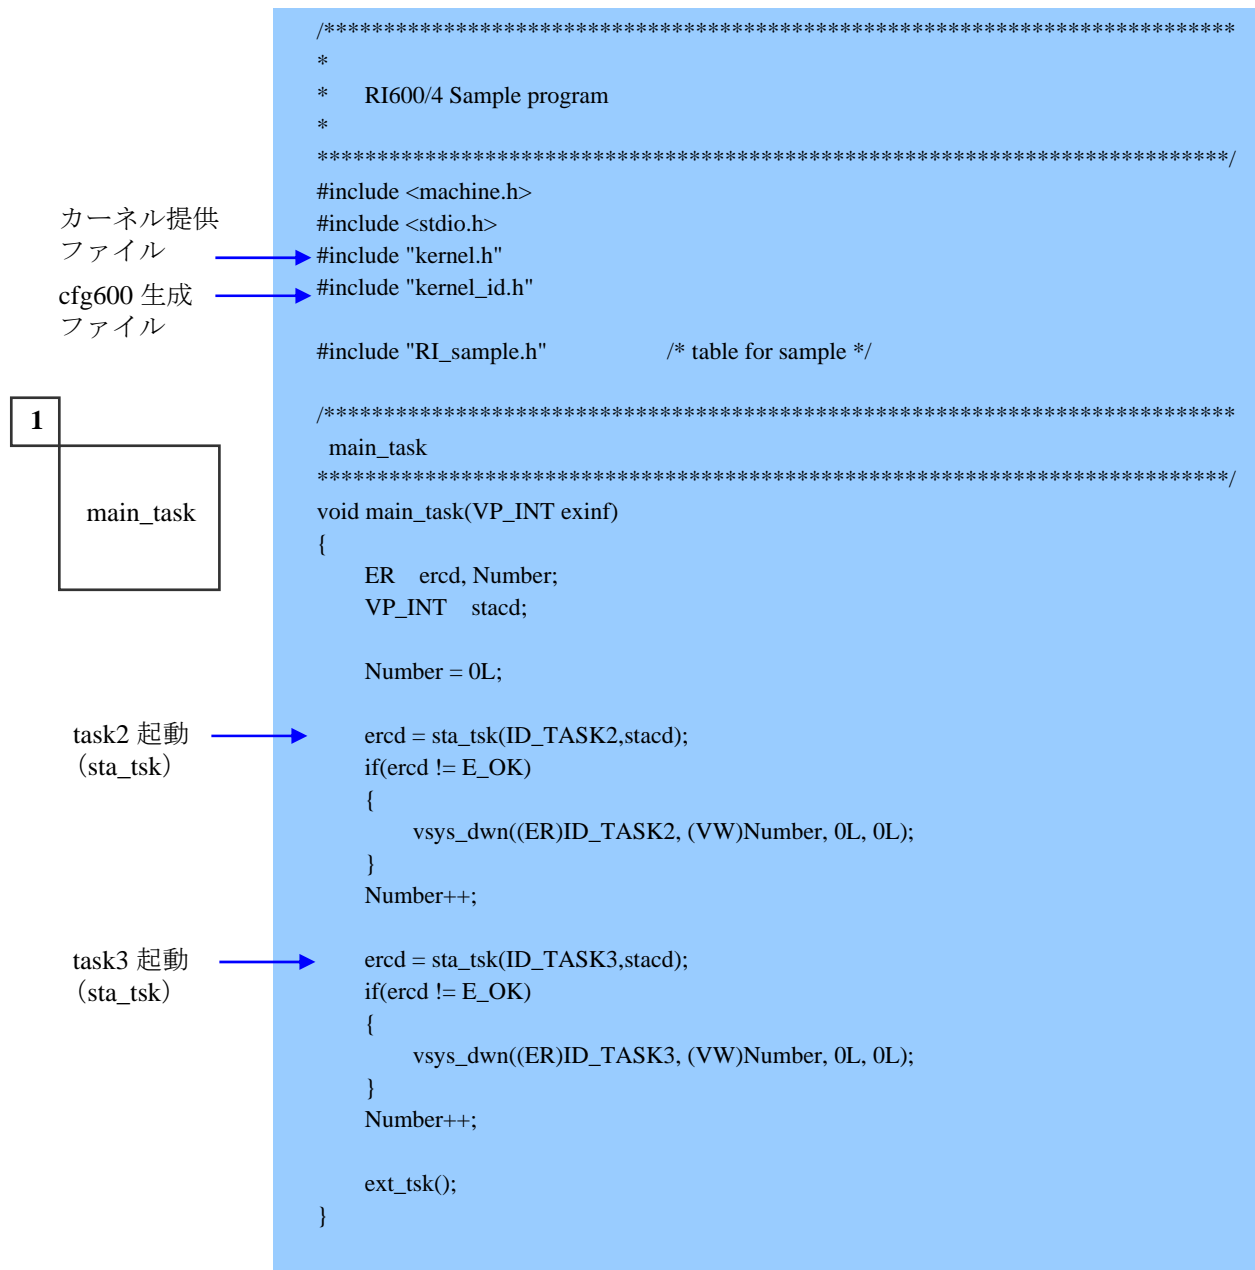 /****************************************************************************
*
*    RI600/4 Sample program
*
****************************************************************************/
#include <machine.h>
#include <stdio.h>
カーネル提供
ファイル
#include "kernel.h"
cfg600 生成
ファイル
#include "kernel_id.h"
#include "RI_sample.h"    /* table for sample */
1
main_task
/****************************************************************************
main_task
****************************************************************************/
void main_task(VP_INT exinf)
{
ER    ercd, Number;
VP_INT    stacd;
Number = 0L;
task2 起動
（sta_tsk）
ercd = sta_tsk(ID_TASK2,stacd);
if(ercd != E_OK)
{
vsys_dwn((ER)ID_TASK2, (VW)Number, 0L, 0L);
}
Number++;
task3 起動
（sta_tsk）
ercd = sta_tsk(ID_TASK3,stacd);
if(ercd != E_OK)
{
vsys_dwn((ER)ID_TASK3, (VW)Number, 0L, 0L);
}
Number++;
ext_tsk();
}